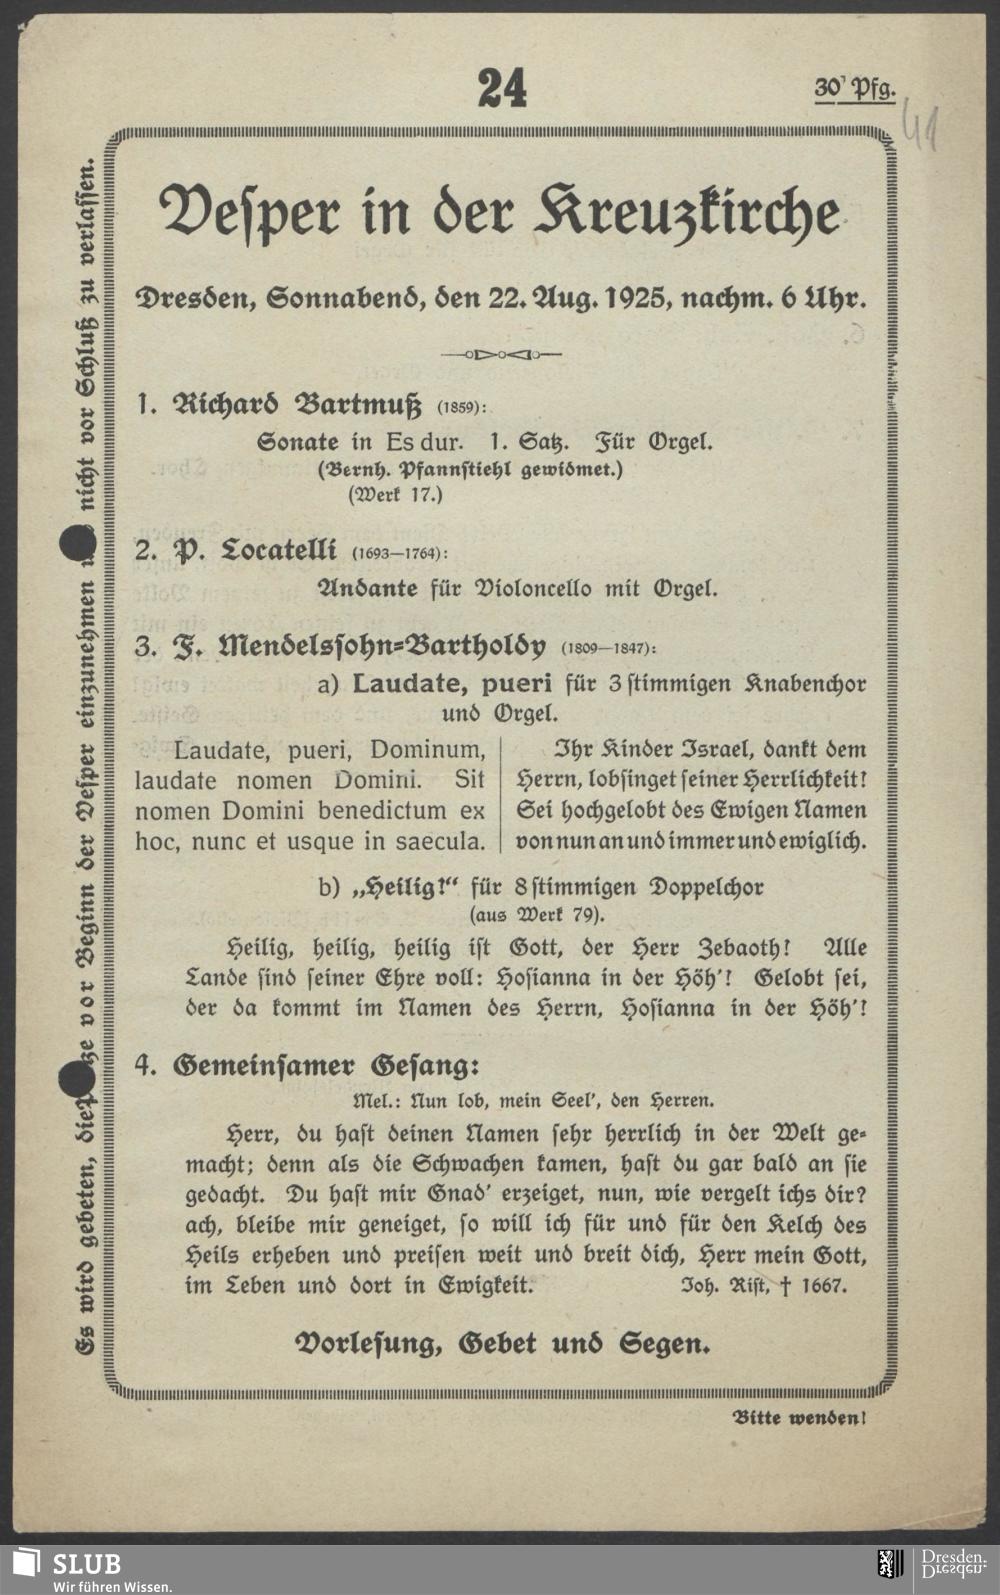 24
30 Pfg.
41
Vesper in der Kreuzkirche
Dresden, Sonnabend, den 22. Aug. 1925, nachm. 6 Uhr.
1. Richard Bartmuß (1859):
Sonate in Es dur. 1. Satz. Für Orgel.
(Bernh. Pfannstiehl gewidmet.)
(Werk 17.)
2. P. Locatelli (1693—1764):
Andante für Violoncello mit Orgel.
3. F. Mendelssohn=Bartholdy (1809—1847):
a) Laudate, pueri für 3 stimmigen Knabenchor
und Orgel.
Laudate, pueri, Dominum,
laudate nomen Domini. Sit
nomen Domini benedictum ex
hoc, nunc et usque in saecula.
Ihr Kinder Israel, dankt dem
Herrn, lobsinget seiner Herrlichkeit!
Sei hochgelobt des Ewigen Namen
von nun an und immer und ewiglich.
b) „Heilig!“ für 8 stimmigen Doppelchor
(aus Werk 79).
Heilig, heilig, heilig ist Gott, der Herr Zebaoth! Alle
Lande sind seiner Ehre voll: Hosianna in der Höh'! Gelobt sei,
der da kommt im Namen des Herrn, Hosianna in der Höh'!
4. Gemeinsamer Gesang:
Mel.: Nun lob, mein Seel', den Herren.
Herr, du hast deinen Namen sehr herrlich in der Welt ge=
macht; denn als die Schwachen kamen, hast du gar bald an sie
gedacht. Du hast mir Gnad' erzeiget, nun, wie vergelt ichs dir?
ach, bleibe mir geneiget, so will ich für und für den Kelch des
Heils erheben und preisen weit und breit dich, Herr mein Gott,
im Leben und dort in Ewigkeit. Joh. Rist, † 1667.
Vorlesung, Gebet und Segen.
Bitte wenden!
Es wird gebeten, die ze vor Beginn der Vesper einzunehmen u nicht vor Schluß zu verlassen.
SLUB
Wir führen Wissen.
Dresden.
Dresden.